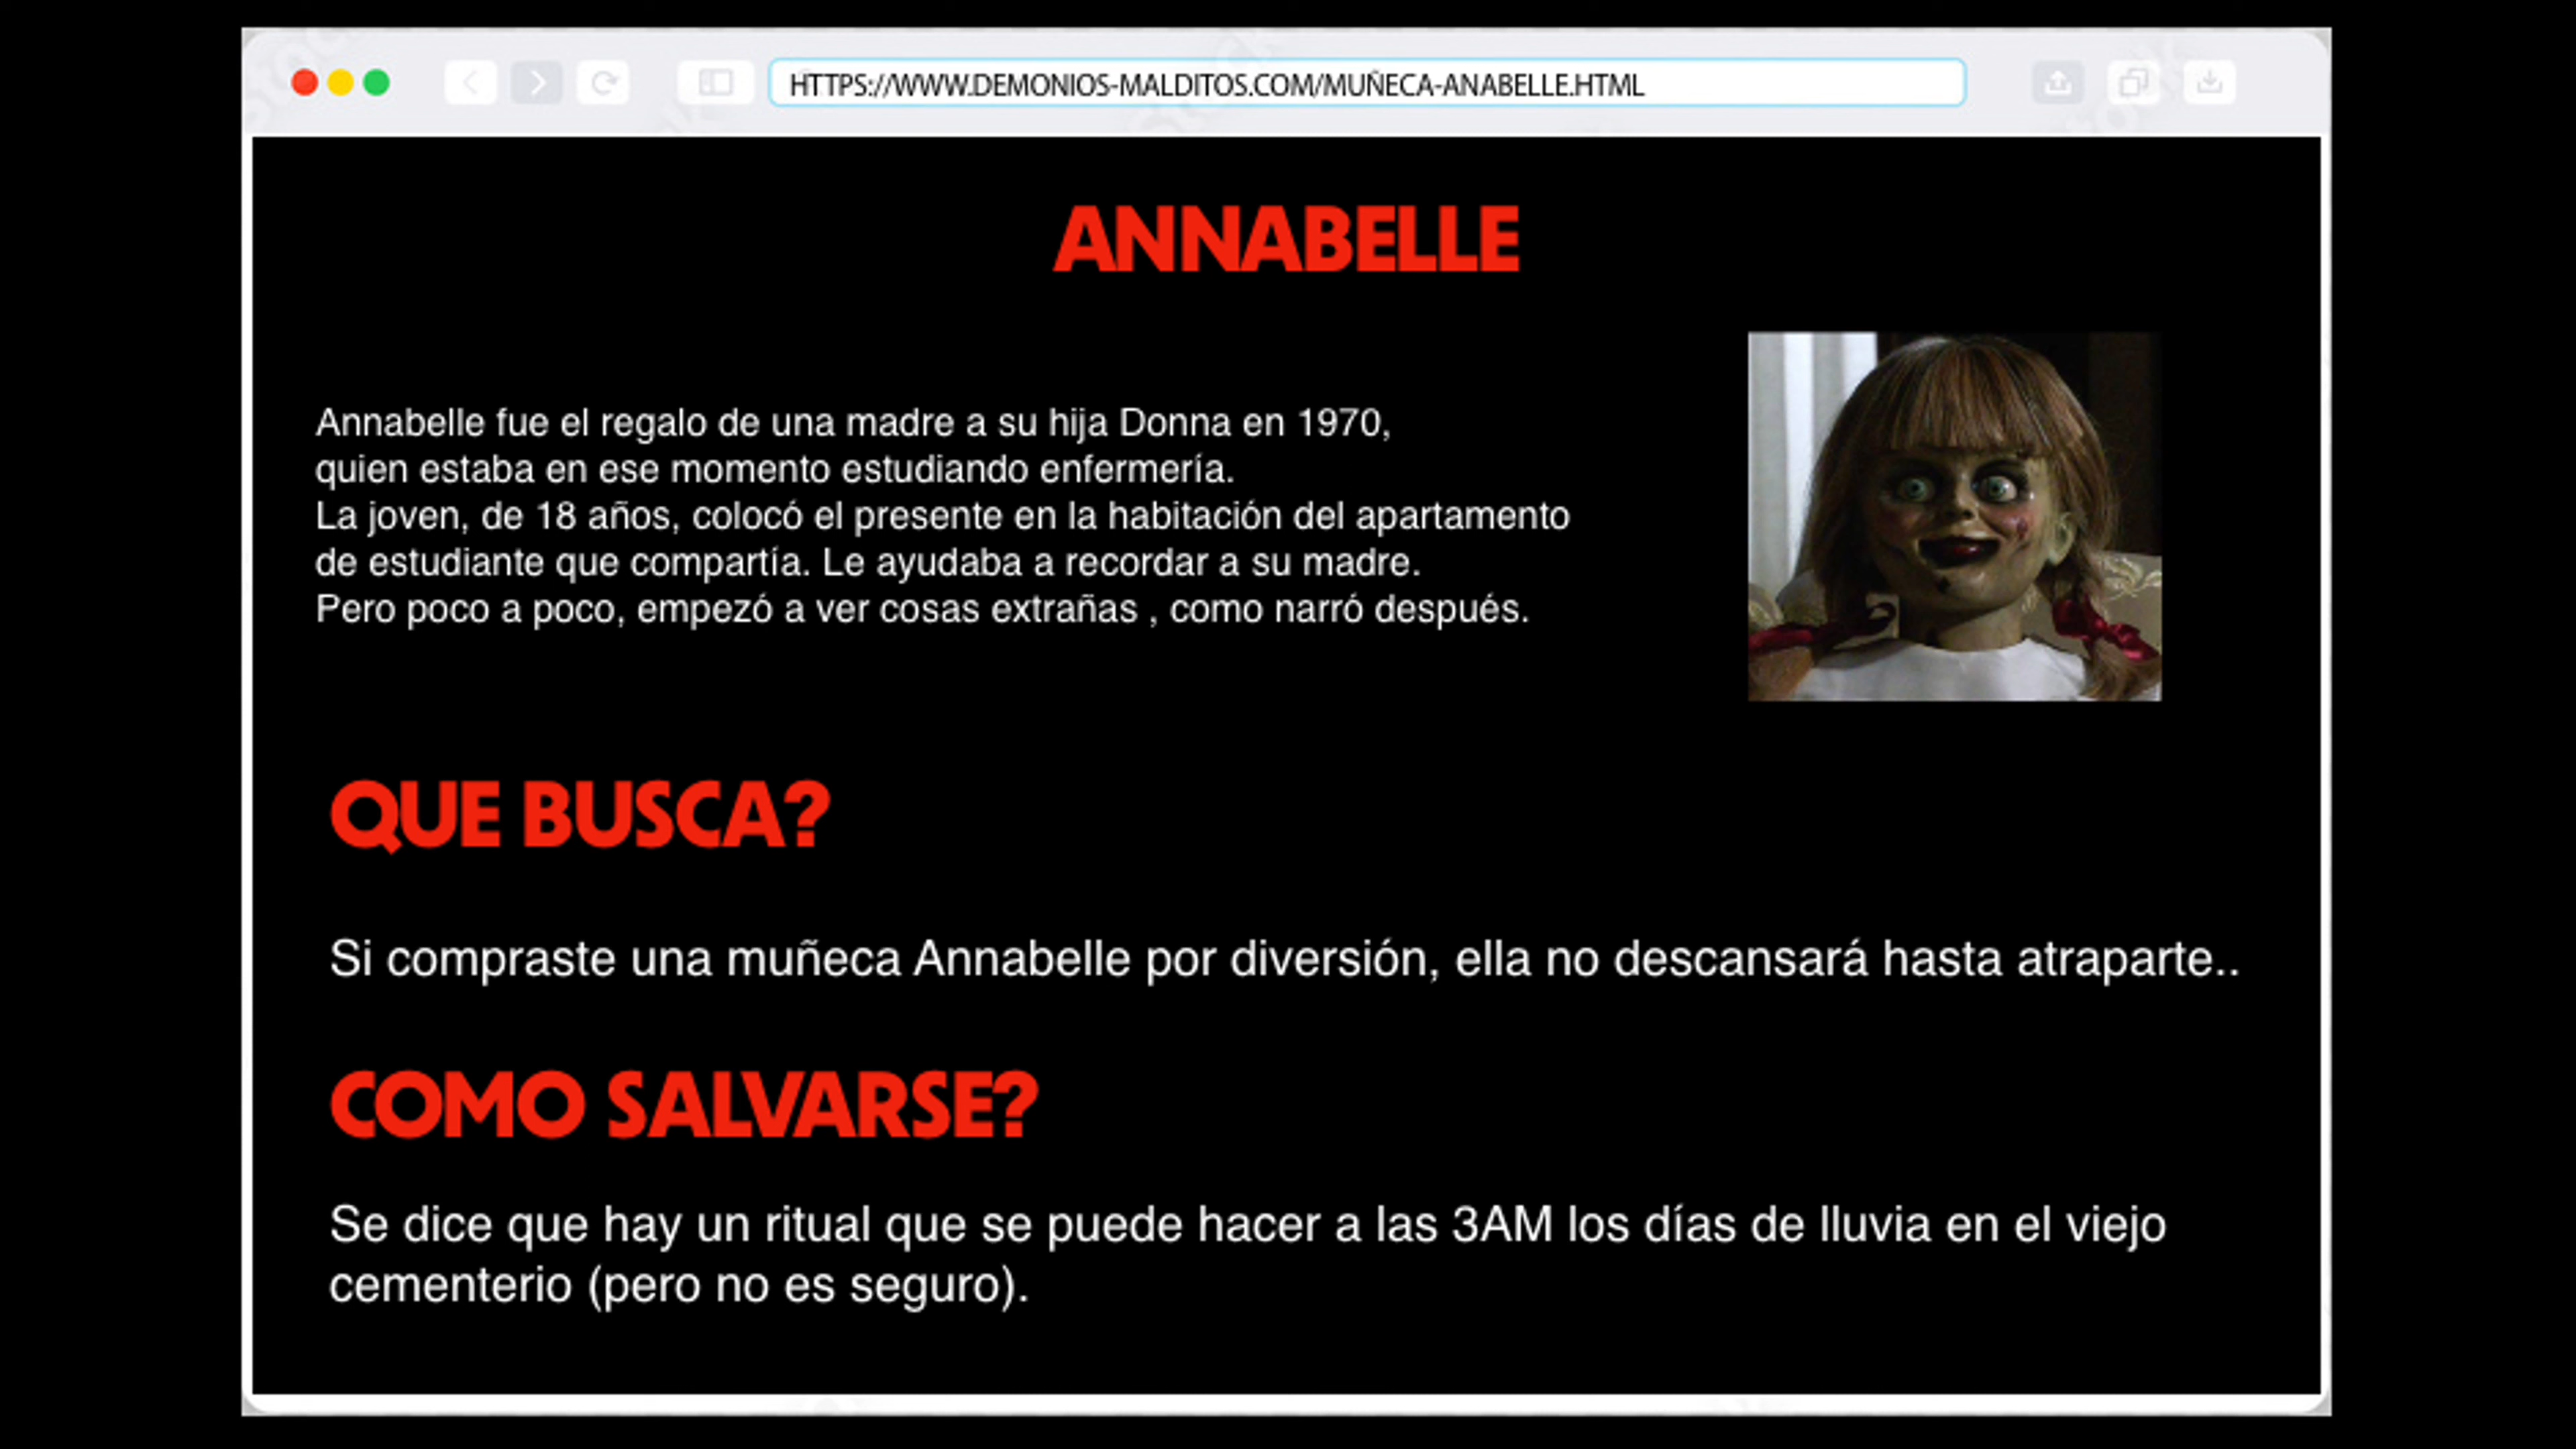 HTTPS://WWW.DEMONIOS-MALDITOS.COM/MUÑECA-ANABELLE.HTML
ANNABELLE
Annabelle fue el regalo de una madre a su hija Donna en 1970,
quien estaba en ese momento estudiando enfermería.
La joven, de 18 años, colocó el presente en la habitación del apartamento
de estudiante que compartía. Le ayudaba a recordar a su madre.
Pero poco a poco, empezó a ver cosas extrañas , como narró después.
QUE BUSCA?
Si compraste una muñeca Annabelle por diversión, ella no descansará hasta atraparte..
COMO SALVARSE?
Se dice que hay un ritual que se puede hacer a las 3AM los días de lluvia en el viejo
cementerio (pero no es seguro).